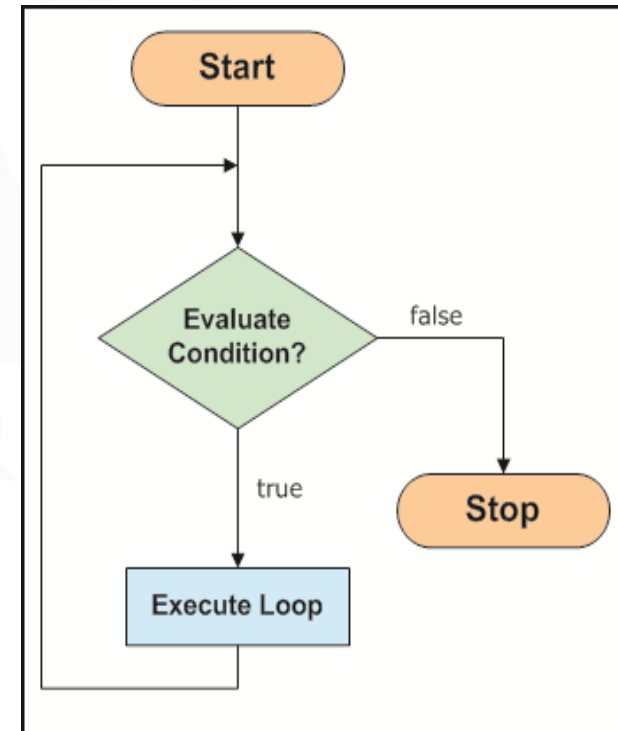 Start
Evaluate
Condition?
false
true
Stop
Execute Loop